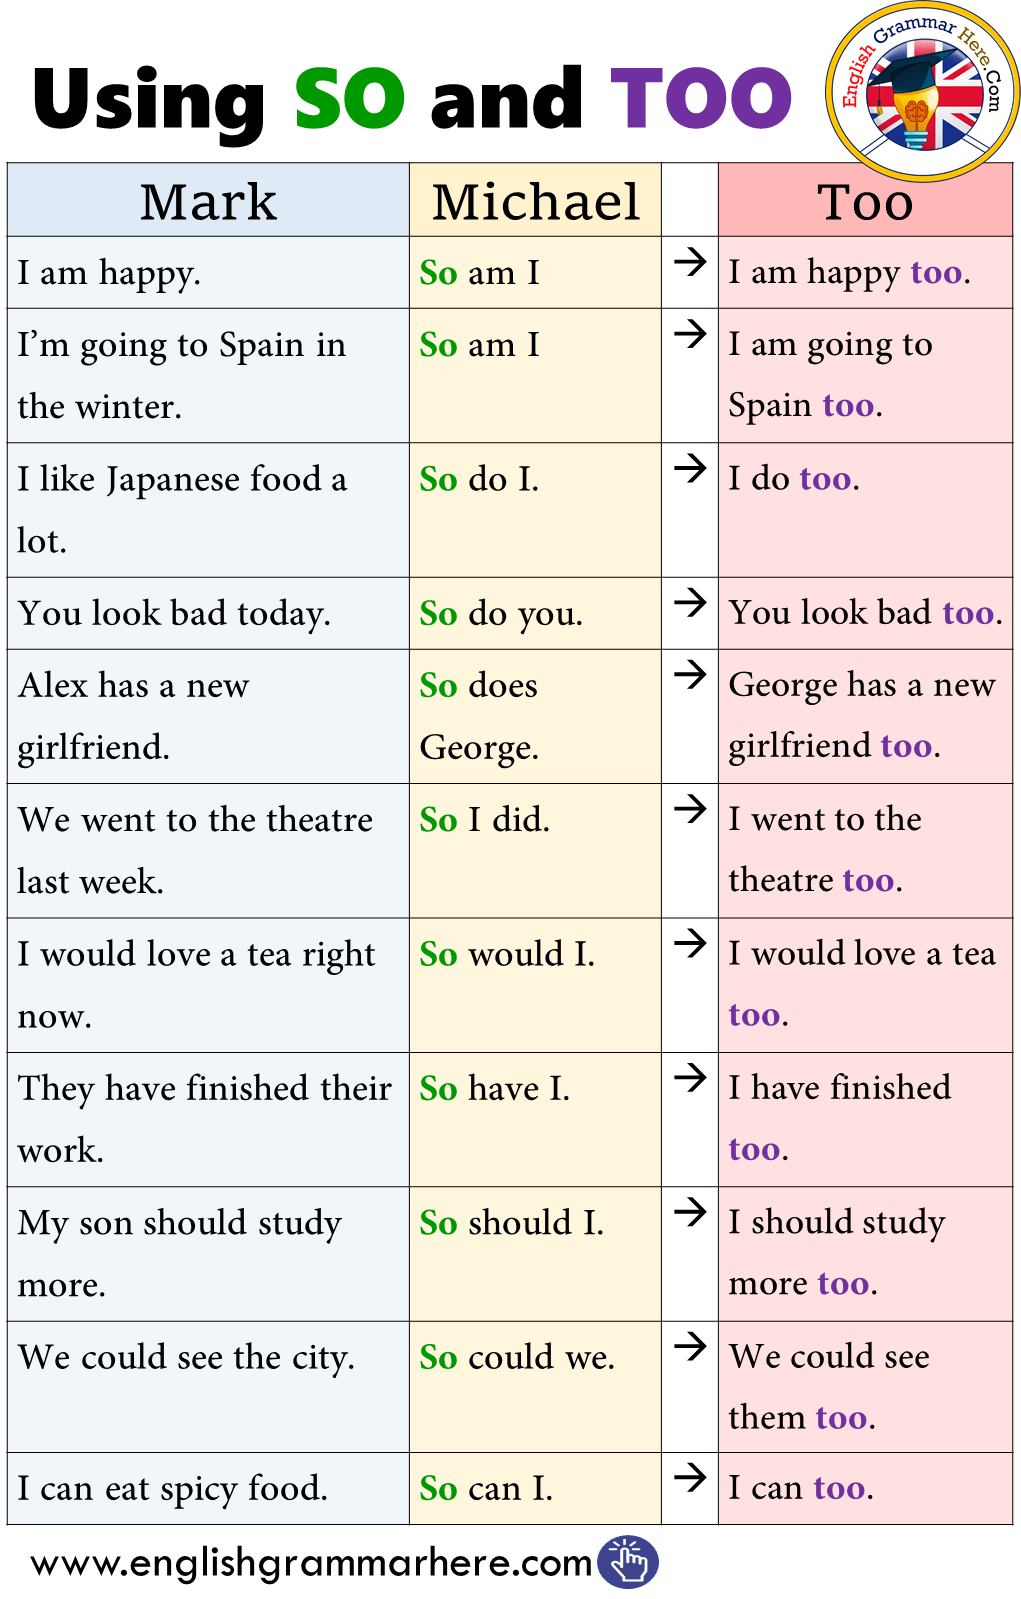 Using SO and TOO
English Grammar Here.Com
Mark Michael Too
I am happy. So am I → I am happy too.
I'm going to Spain in So am I → I am going to
the winter. Spain too.
I like Japanese food a So do I. → I do too.
lot.
You look bad today. So do you. → You look bad too.
Alex has a new So does → George has a new
girlfriend. George. girlfriend too.
We went to the theatre So I did. → I went to the
last week. theatre too.
I would love a tea right So would I. → I would love a tea
now. too.
They have finished their So have I. → I have finished
work. too.
My son should study So should I. → I should study
more. more too.
We could see the city. So could we. → We could see
them too.
I can eat spicy food. So can I. → I can too.
www.englishgrammarhere.com